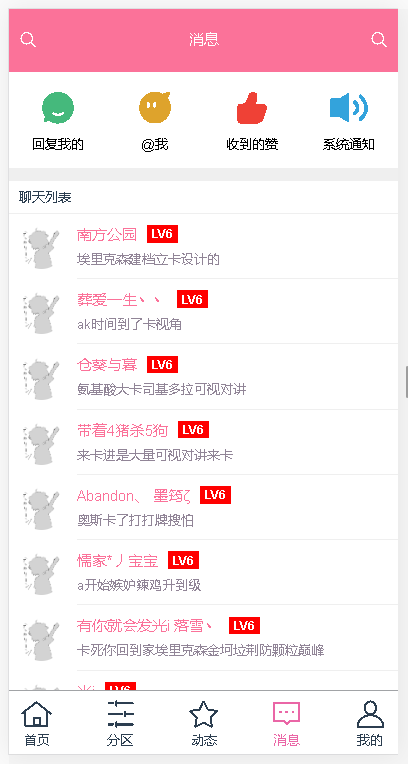 消息
回复我的 @我 收到的赞 系统通知
聊天列表
南方公园 LV6
埃里克森建档立卡设计的
葬爱一生丶丶 LV6
ak时间到了卡视角
仓葵与暮 LV6
氨基酸大卡司基多拉可视对讲
带着4猪杀5狗 LV6
来卡进是大量可视对讲来卡
Abandon、 墨筠ζ LV6
奥斯卡了打打牌搜怕
懦家*丿宝宝 LV6
a开始嫉妒辣鸡升到级
有你就会发光i 落雪丶 LV6
卡死你回到家埃里克森金坷垃荆防颗粒巅峰
LV6
首页 分区 动态 消息 我的